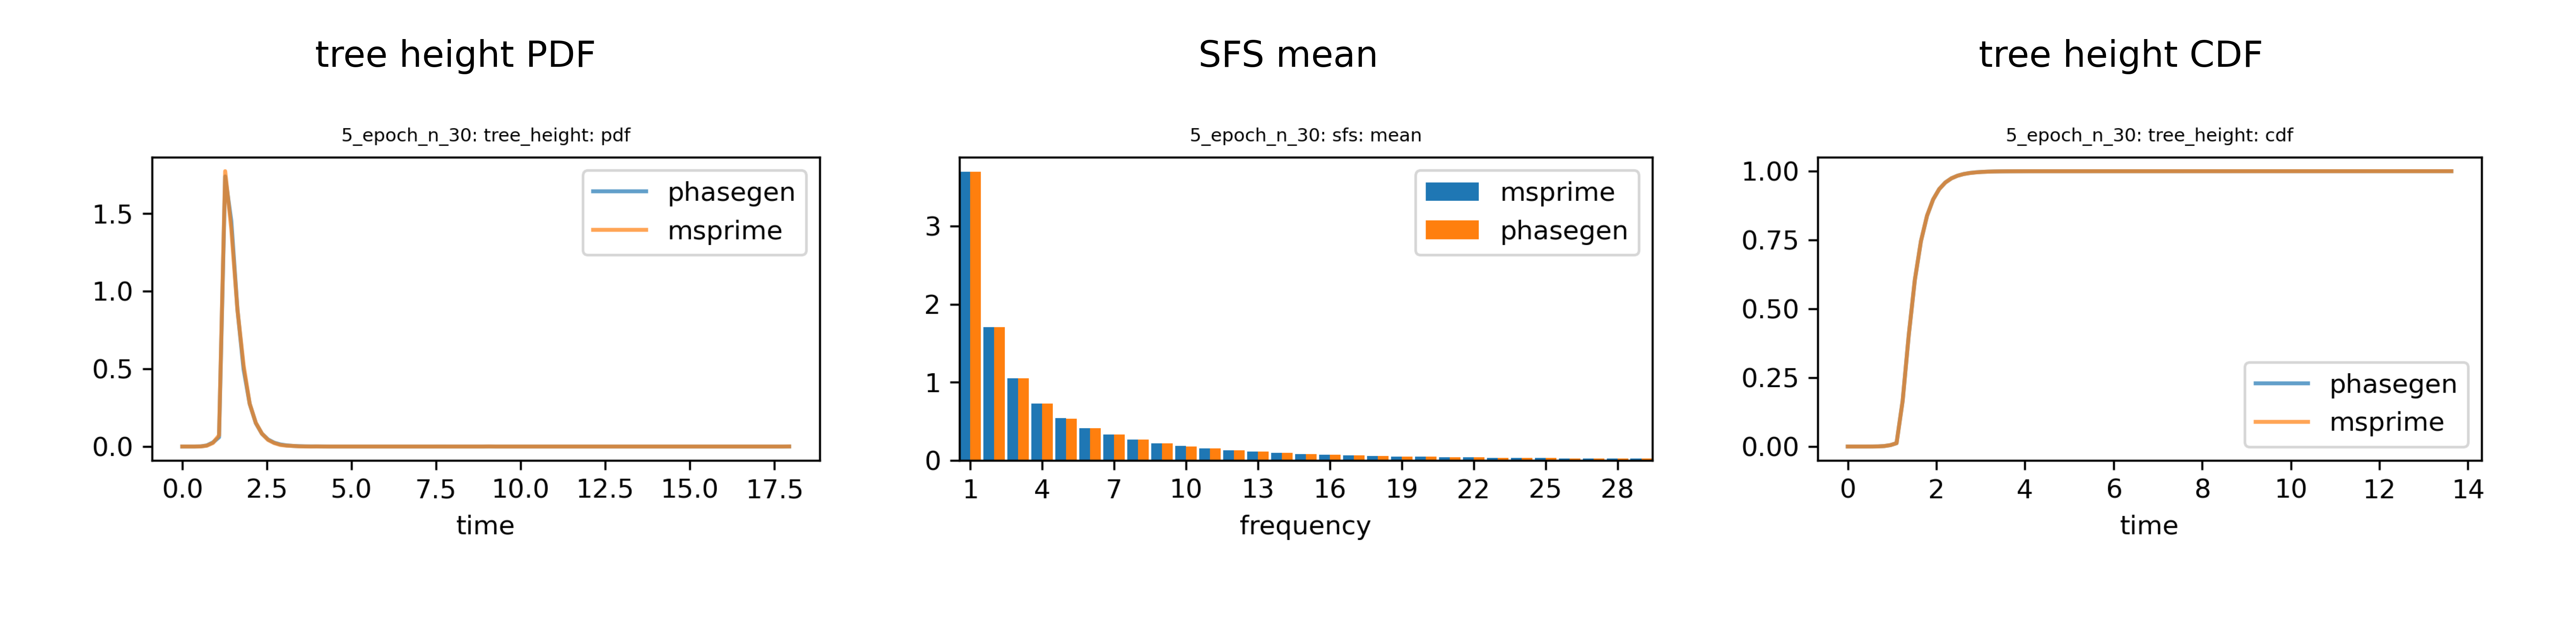 tree height PDF
SFS mean
tree height CDF
5_epoch_n_30: tree_height: pdf
phasegen
msprime
1.5
1.0
0.5
0.0
0.0 2.5 5.0 7.5 10.0 12.5 15.0 17.5
time
5_epoch_n_30: sfs: mean
msprime
phasegen
3
2
1
0
1 4 7 10 13 16 19 22 25 28
frequency
5_epoch_n_30: tree_height: cdf
1.00
0.75
0.50
0.25
0.00
phasegen
msprime
0 2 4 6 8 10 12 14
time